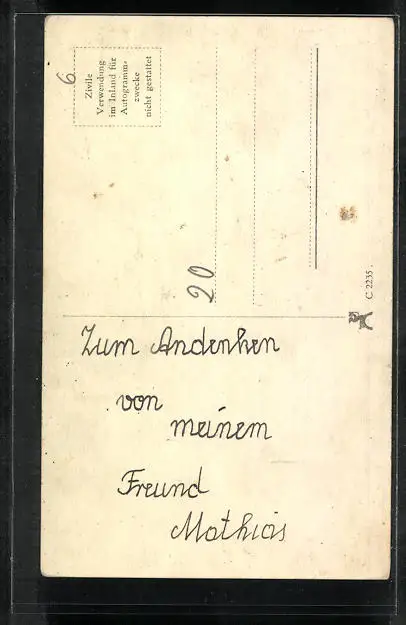 6
Zivile
Verwendung
im Inland für
Autogramm-
zwecke
nicht gestattet
20
C 2235
Zum Andenken
von
meinem
Freund
Mathias